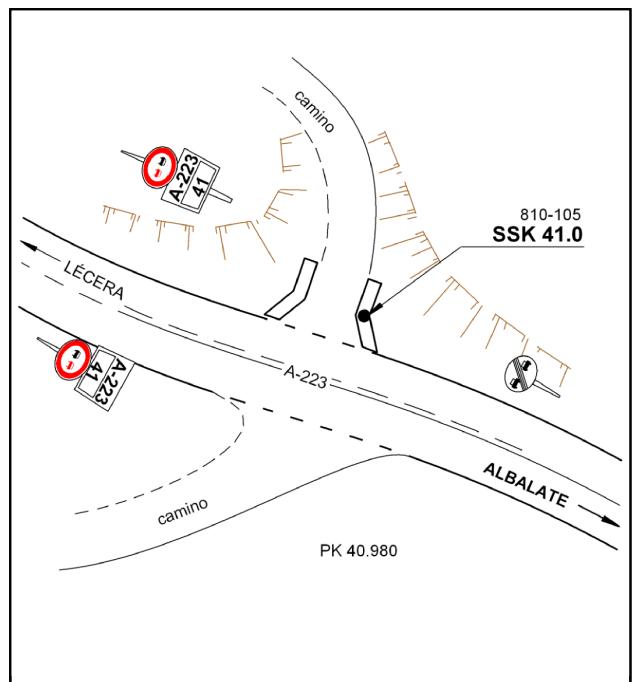 camino
A-223
41
810-105
SSK 41.0
LÉCERA
A-223
41
A-223
ALBALATE
camino
PK 40.980